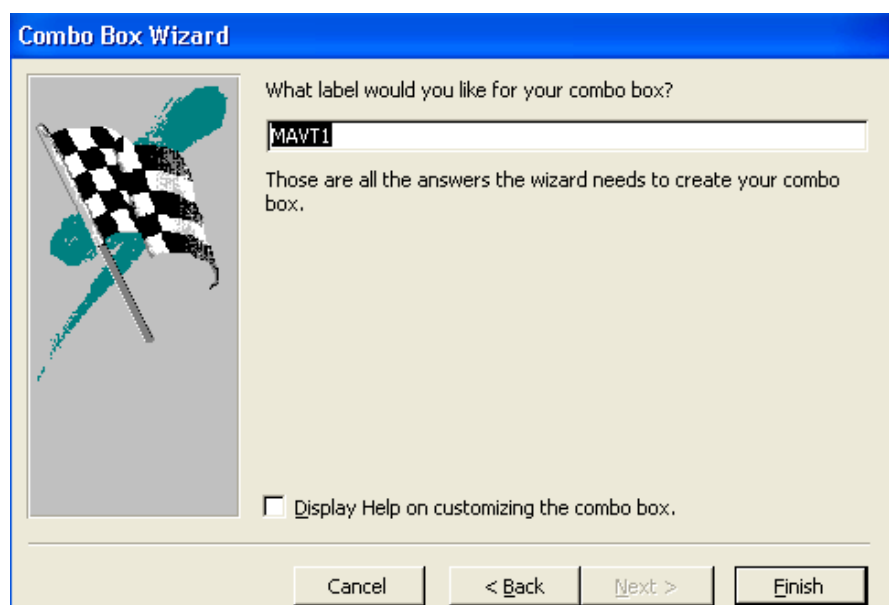 Combo Box Wizard
What label would you like for your combo box?
MAVT1
Those are all the answers the wizard needs to create your combo
box.
Display Help on customizing the combo box.
Cancel
< Back
Next >
Finish